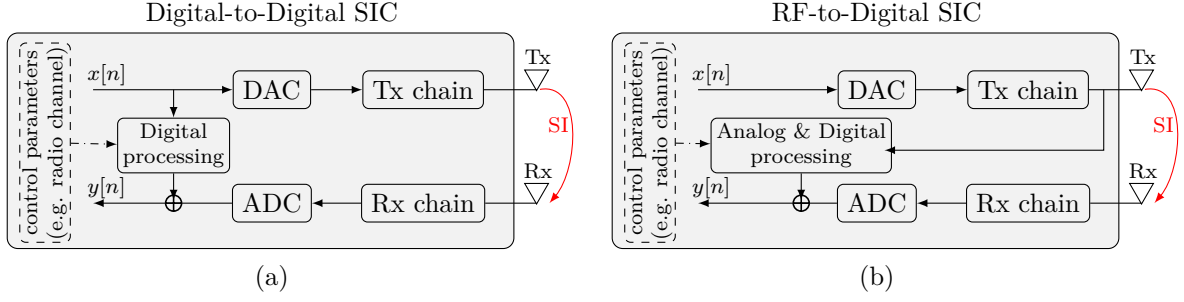 Digital-to-Digital SIC
control parameters
(e.g. radio channel)
x[n]
DAC
Tx chain
Tx
SI
Digital
processing
Rx
y[n]
ADC
Rx chain
(a)
RF-to-Digital SIC
control parameters
(e.g. radio channel)
x[n]
DAC
Tx chain
Tx
SI
Analog & Digital
processing
Rx
y[n]
ADC
Rx chain
(b)